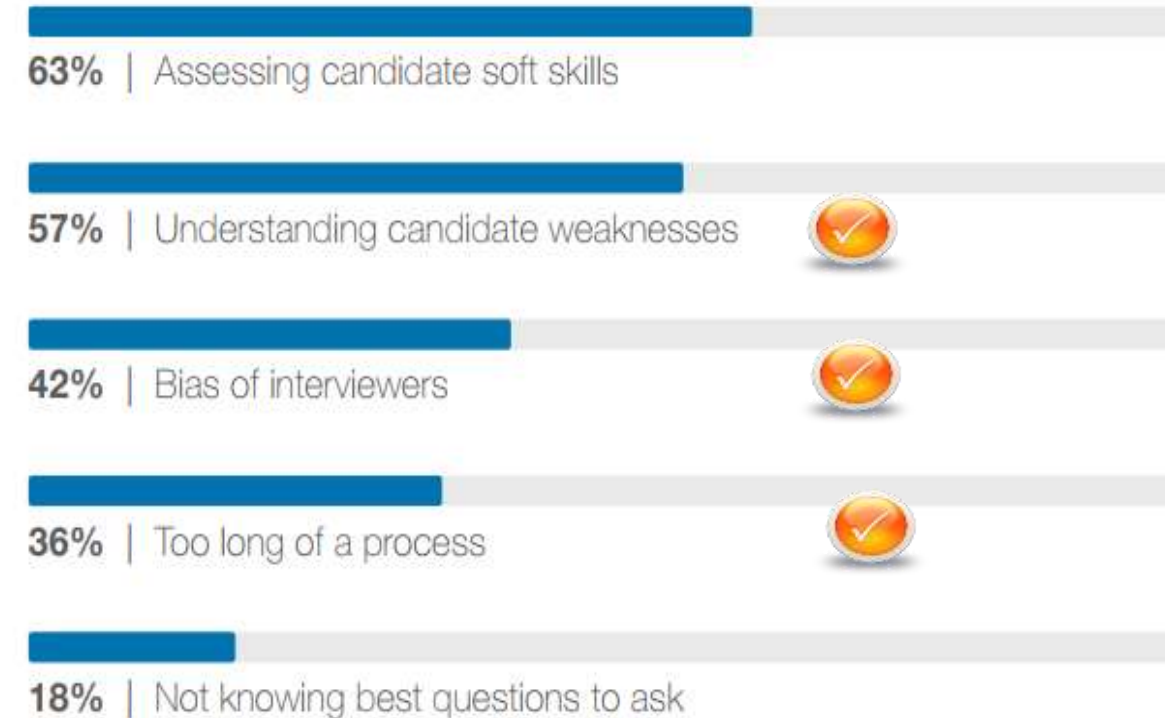 63% | Assessing candidate soft skills
57% | Understanding candidate weaknesses
42% | Bias of interviewers
36% | Too long of a process
18% | Not knowing best questions to ask